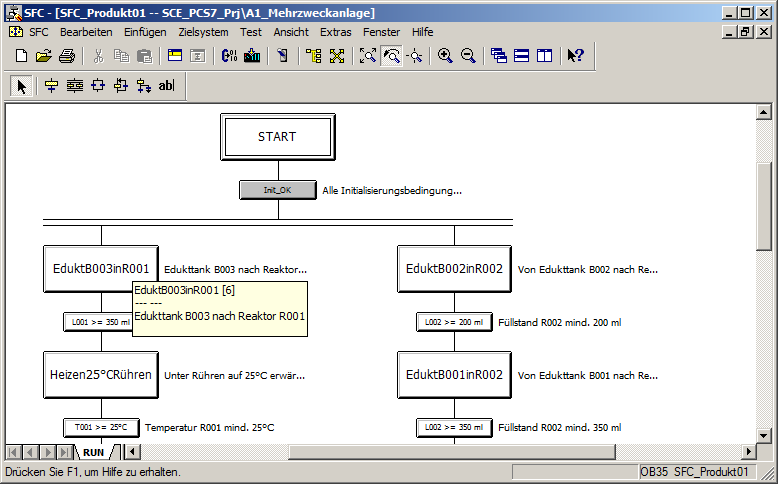 SFC - [SFC_Produkt01 -- SCE_PCS7_Prj\A1_Mehrzweckanlage]
SFC Bearbeiten Einfügen Zielsystem Test Ansicht Extras Fenster Hilfe
abl
START
Init_OK Alle Initialisierungsbedingung...
EduktB003inR001 Edukttank B003 nach Reaktor... EduktB002inR002 Von Edukttank B002 nach Re...
EduktB003inR001 [6]
--- ---
Edukttank B003 nach Reaktor R001
L001 >= 350 ml L002 >= 200 ml Füllstand R002 mind. 200 ml
Heizen25°CRühren Unter Rühren auf 25°C erwär... EduktB001inR002 Von Edukttank B001 nach Re...
T001 >= 25°C Temperatur R001 mind. 25°C L002 >= 350 ml Füllstand R002 mind. 350 ml
RUN
Drücken Sie F1, um Hilfe zu erhalten. OB35 SFC_Produkt01